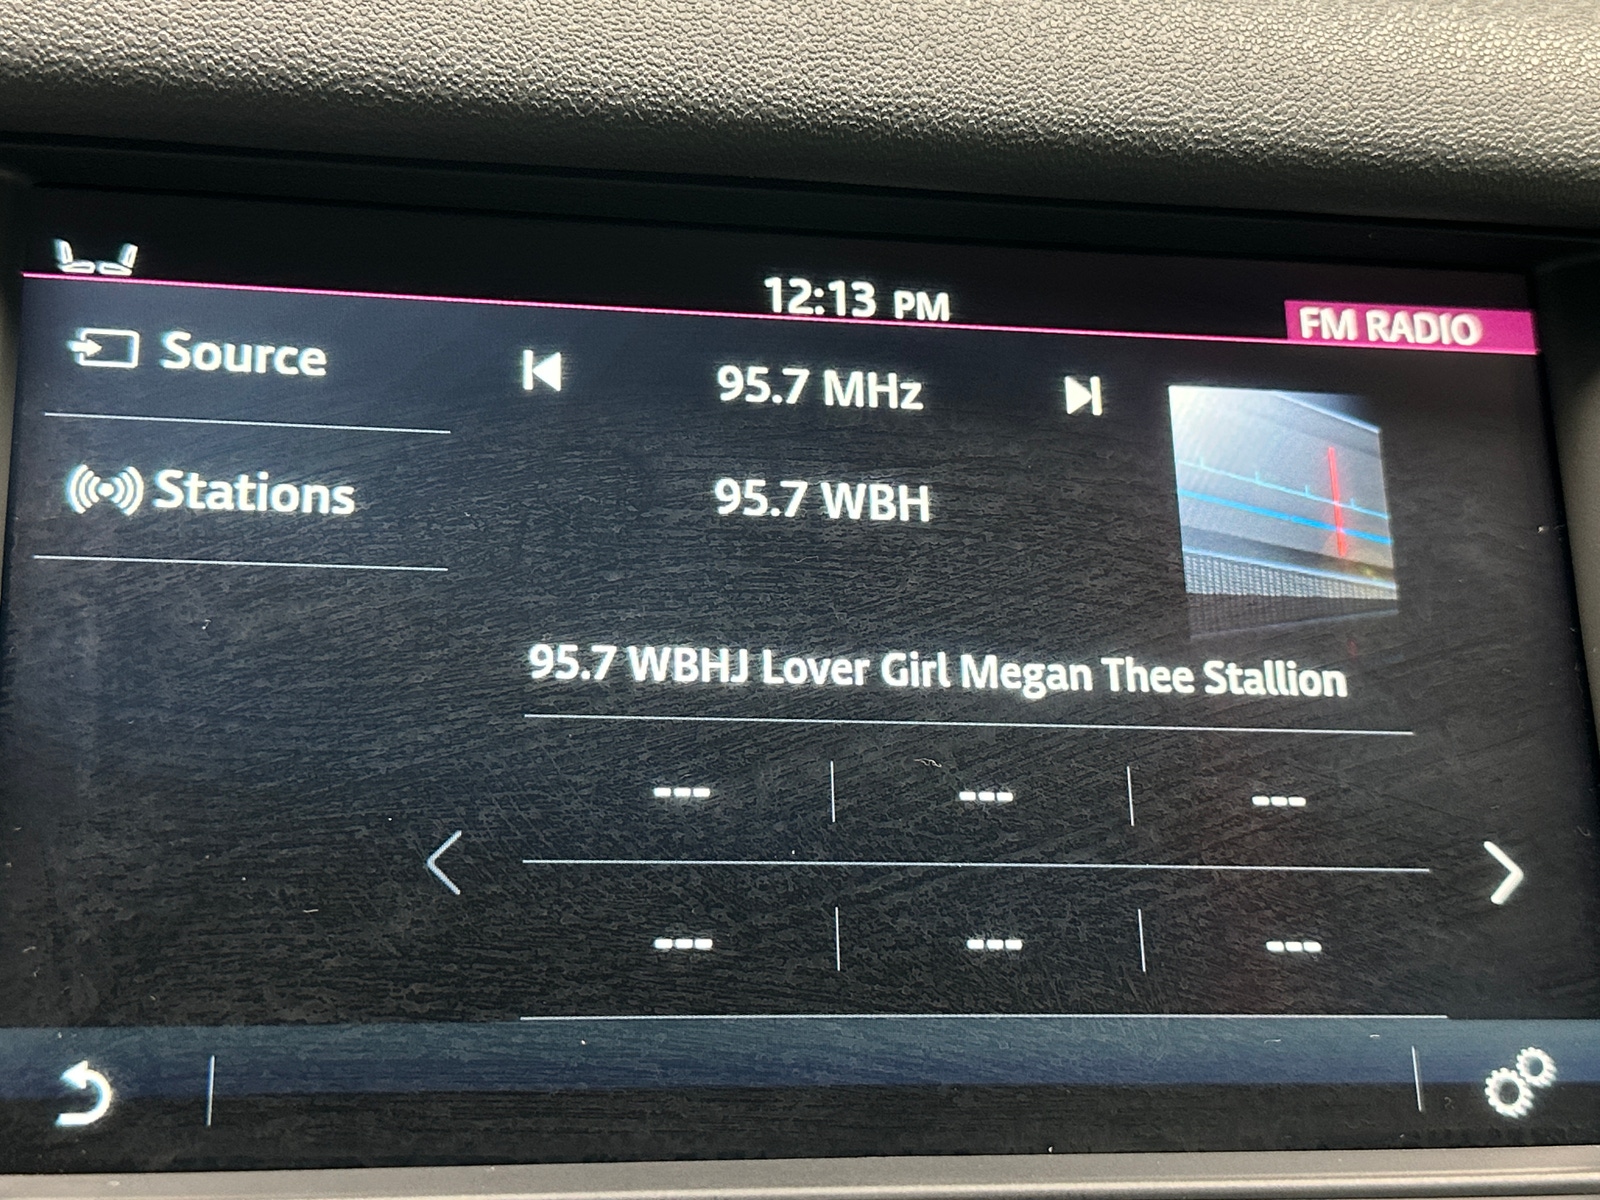 12:13 PM
FM RADIO
Source
95.7 MHz
Stations
95.7 WBH
95.7 WBHJ Lover Girl Megan Thee Stallion
--- --- ---
--- --- ---